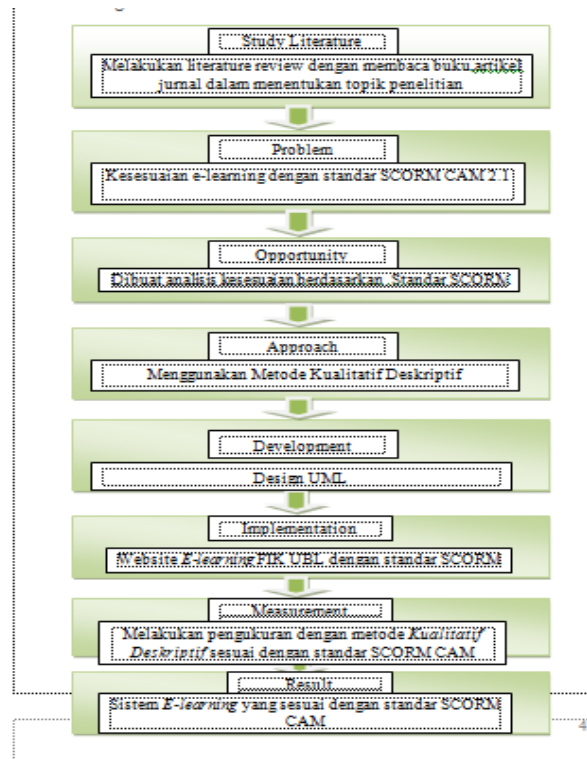 Study Literature
Melakukan literature review dengan membaca buku,artikel
jurnal dalam menentukan topik penelitian
Problem
Kesesuaian e-learning dengan standar SCORM CAM 2.1
Opportunity
Dibuat analisis kesesuaian berdasarkan Standar SCORM
Approach
Menggunakan Metode Kualitatif Deskriptif
Development
Design UML
Implementation
Website E-learning FIK UBL dengan standar SCORM
Measurement
Melakukan pengukuran dengan metode Kualitatif
Deskriptif sesuai dengan standar SCORM CAM
Result
Sistem E-learning yang sesuai dengan standar SCORM
CAM